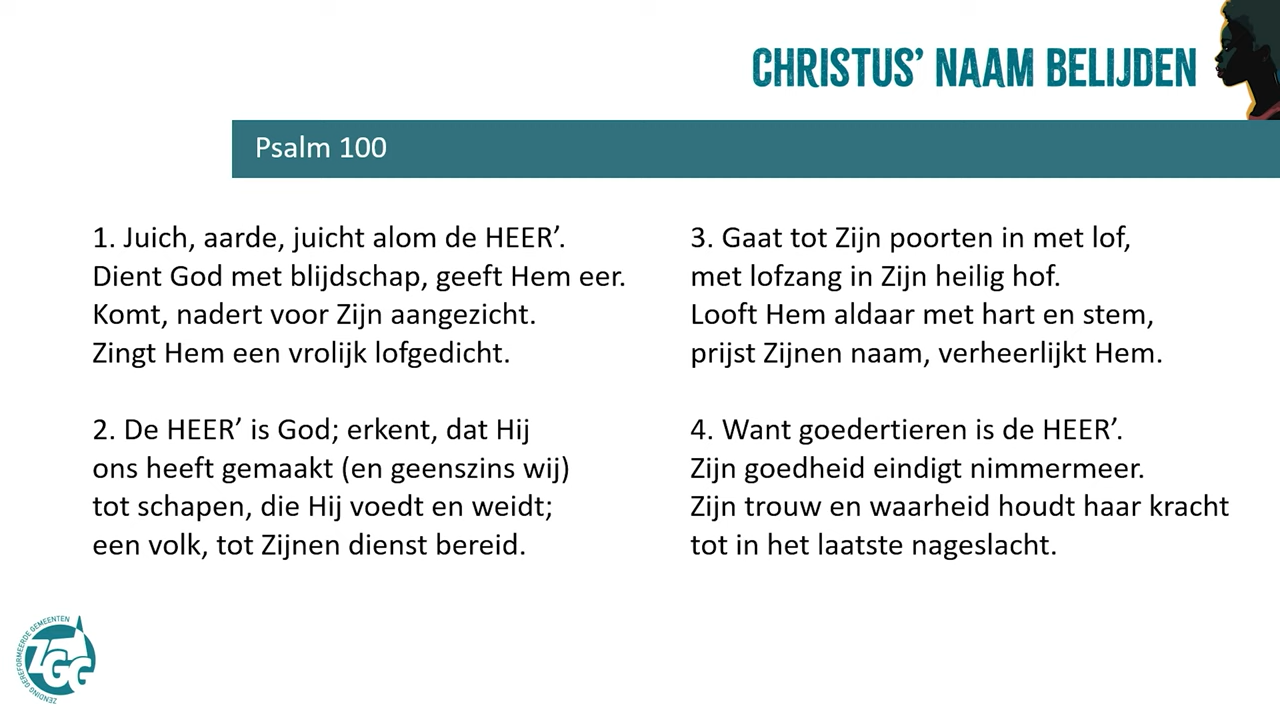 CHRISTUS’ NAAM BELIJDEN
Psalm 100
1. Juich, aarde, juicht alom de HEER’.
Dient God met blijdschap, geeft Hem eer.
Komt, nadert voor Zijn aangezicht.
Zingt Hem een vrolijk lofgedicht.
2. De HEER’ is God; erkent, dat Hij
ons heeft gemaakt (en geenszins wij)
tot schapen, die Hij voedt en weidt;
een volk, tot Zijnen dienst bereid.
3. Gaat tot Zijn poorten in met lof,
met lofzang in Zijn heilig hof.
Looft Hem aldaar met hart en stem,
prijst Zijnen naam, verheerlijkt Hem.
4. Want goedertieren is de HEER’.
Zijn goedheid eindigt nimmermeer.
Zijn trouw en waarheid houdt haar kracht
tot in het laatste nageslacht.
ZENDING GEREFORMEERDE GEMEENTEN
ZGG